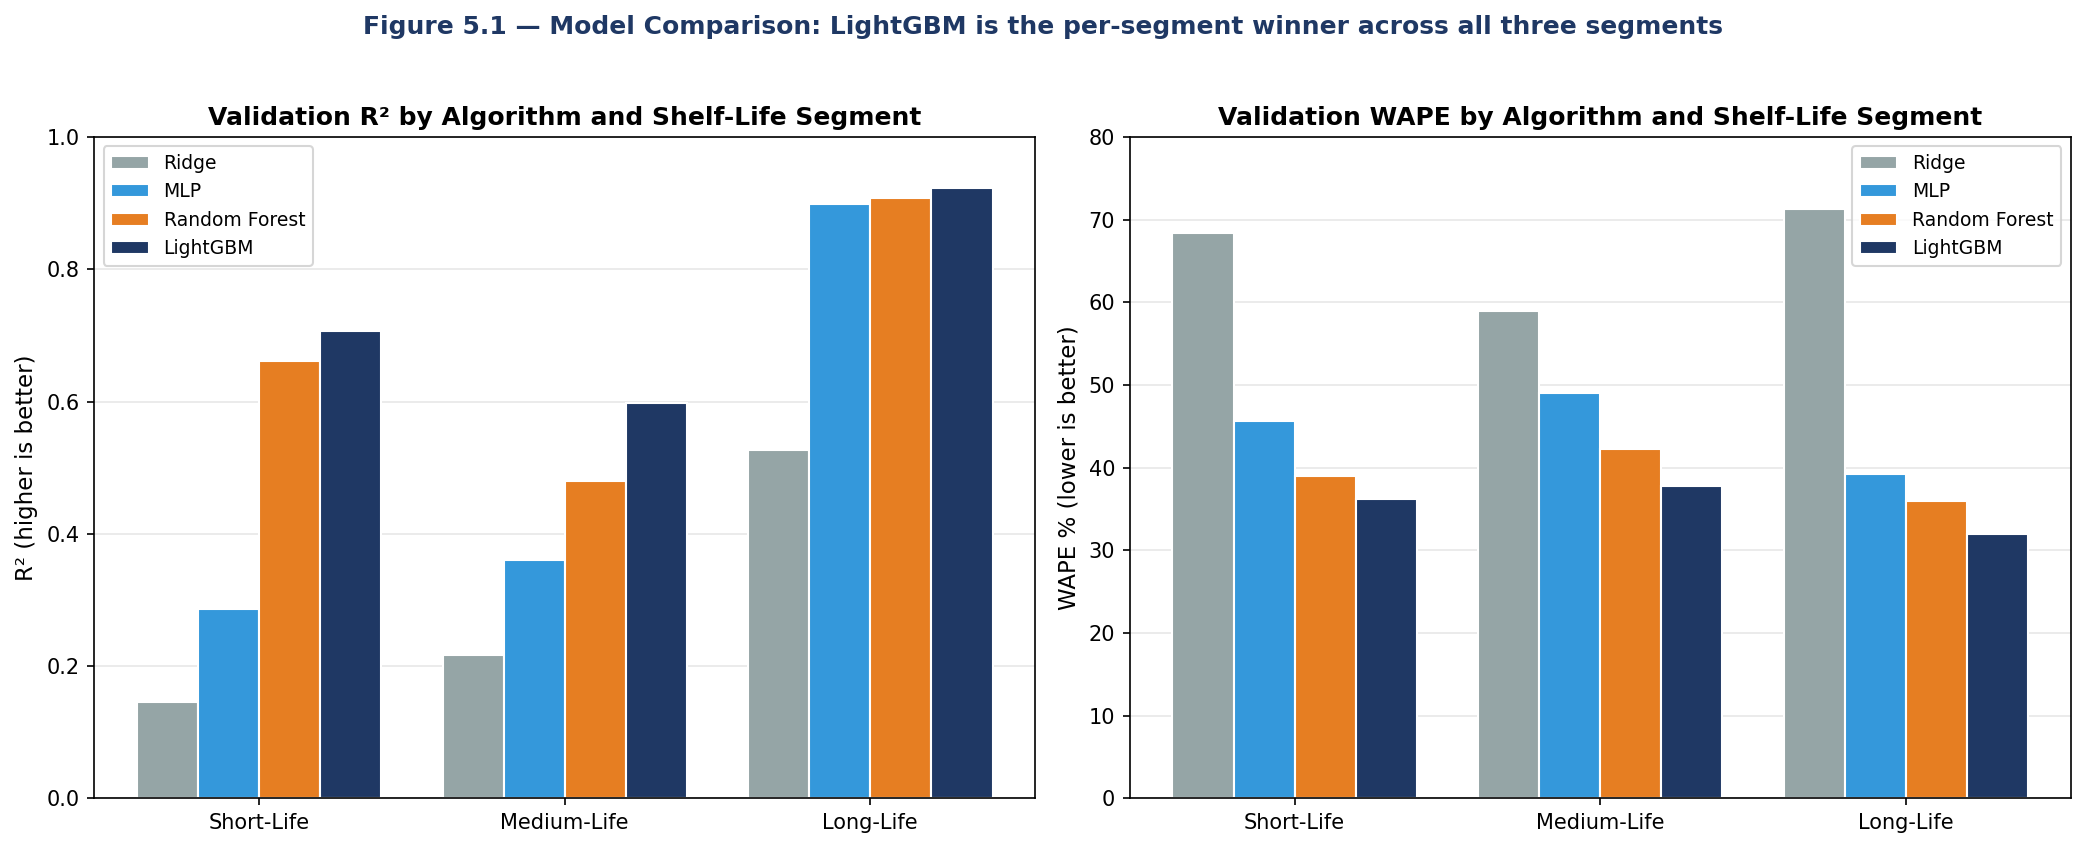 Figure 5.1 — Model Comparison: LightGBM is the per-segment winner across all three segments
Validation R² by Algorithm and Shelf-Life Segment
R² (higher is better)
1.0
0.8
0.6
0.4
0.2
0.0
Ridge
MLP
Random Forest
LightGBM
Short-Life
Medium-Life
Long-Life
Validation WAPE by Algorithm and Shelf-Life Segment
WAPE % (lower is better)
80
70
60
50
40
30
20
10
0
Ridge
MLP
Random Forest
LightGBM
Short-Life
Medium-Life
Long-Life